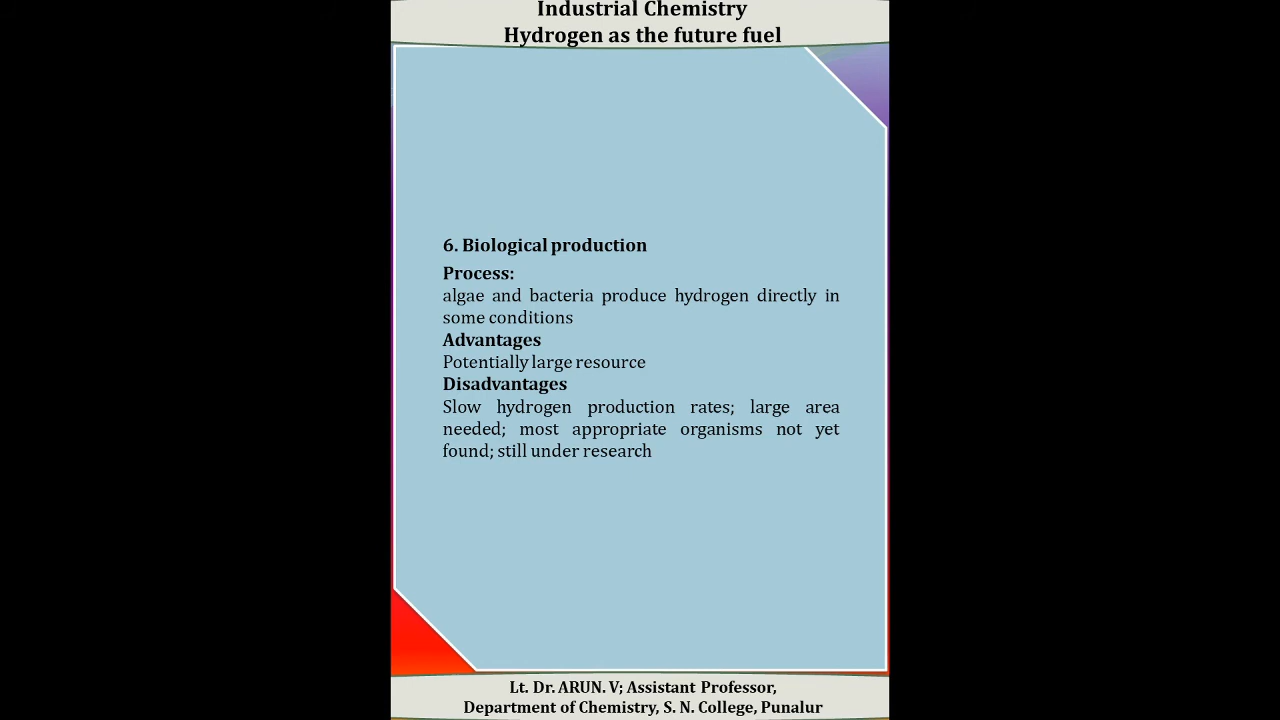 Industrial Chemistry
Hydrogen as the future fuel
6. Biological production
Process:
algae and bacteria produce hydrogen directly in
some conditions
Advantages
Potentially large resource
Disadvantages
Slow hydrogen production rates; large area
needed; most appropriate organisms not yet
found; still under research
Lt. Dr. ARUN. V; Assistant Professor,
Department of Chemistry, S. N. College, Punalur